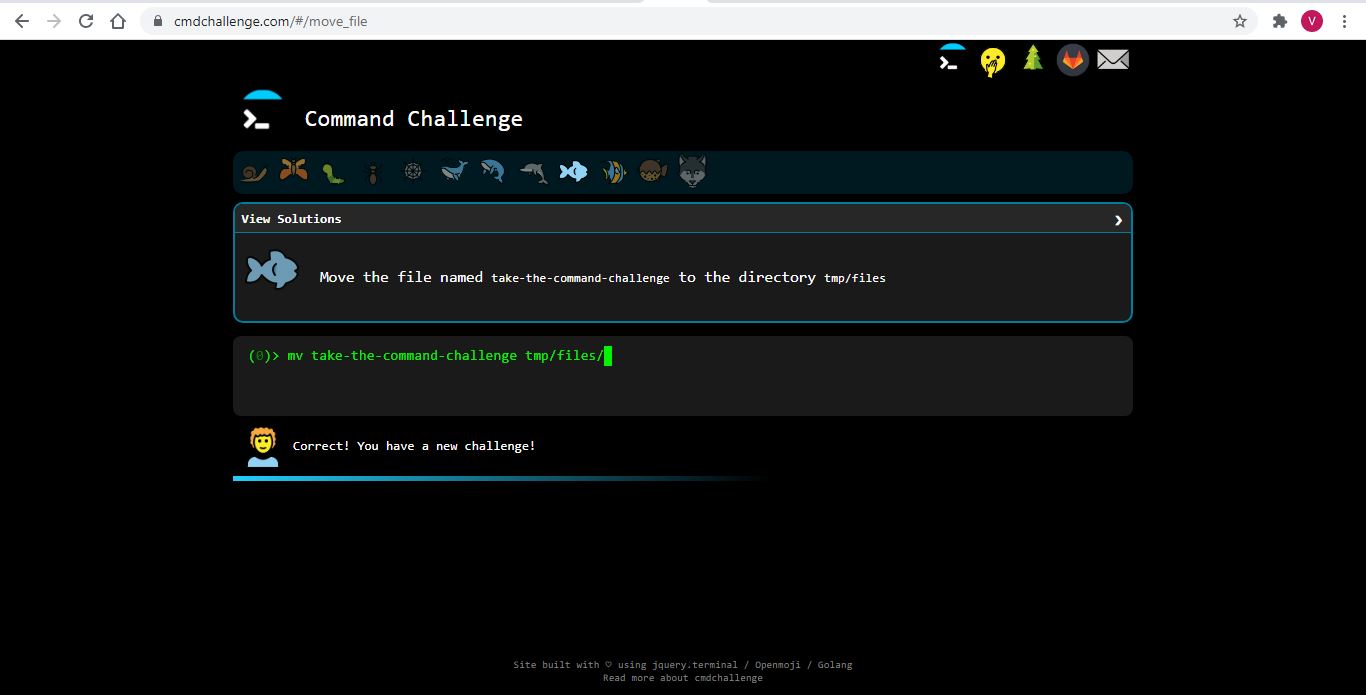 cmdchallenge.com/#/move_file
V
Command Challenge
View Solutions
Move the file named take-the-command-challenge to the directory tmp/files
(0)> mv take-the-command-challenge tmp/files/
Correct! You have a new challenge!
Site built with ♡ using jquery.terminal / Openmoji / Golang
Read more about cmdchallenge